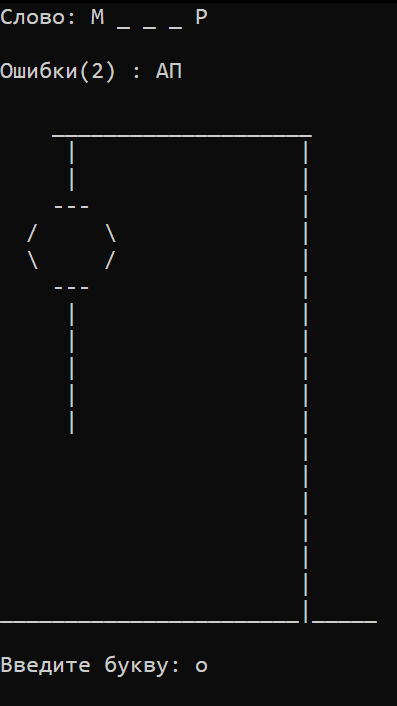 Слово: М _ _ _ Р
Ошибки(2) : АП
Введите букву: о